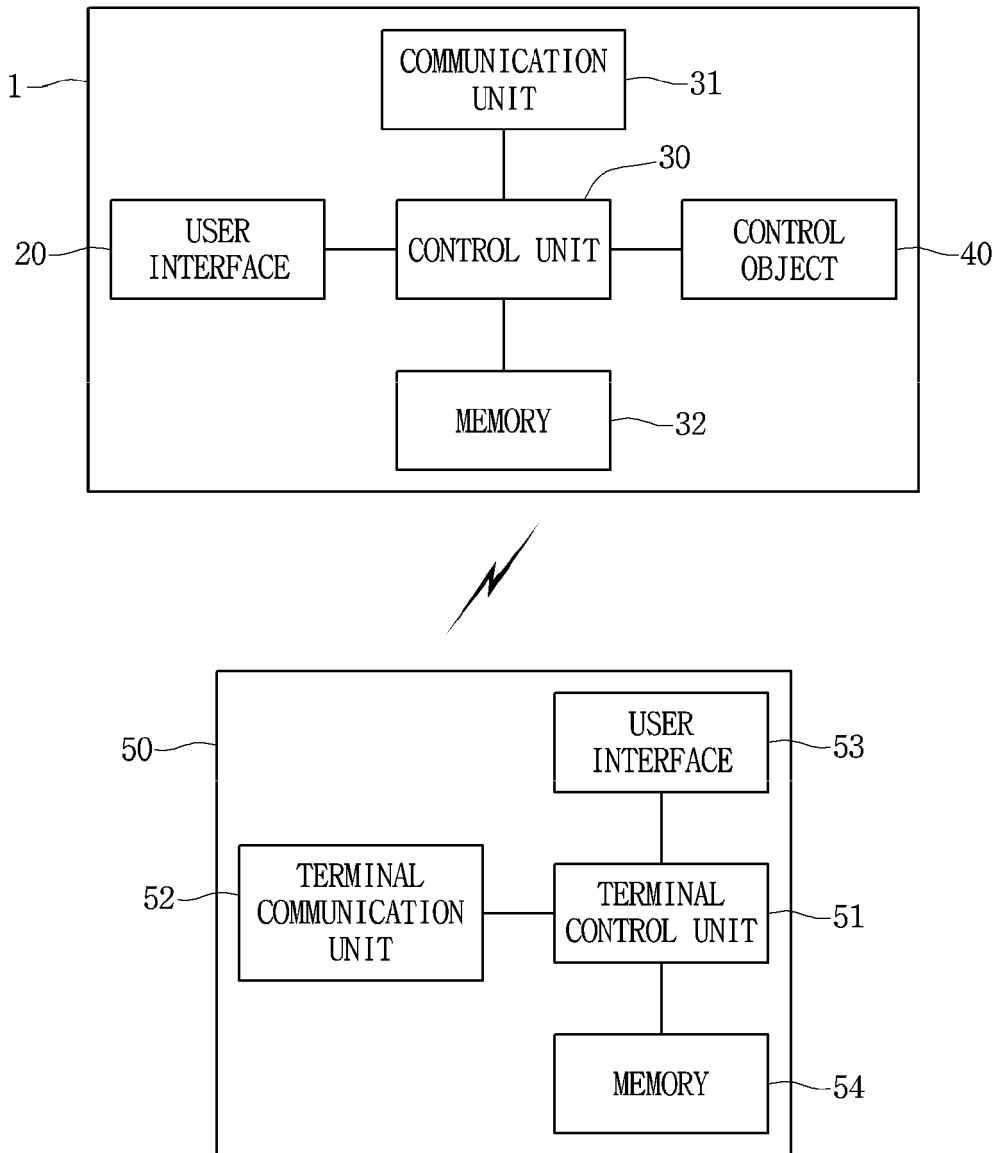 COMMUNICATION
UNIT
31
1
30
USER
INTERFACE
20
CONTROL UNIT
CONTROL
OBJECT
40
MEMORY
32
50
USER
INTERFACE
53
52
TERMINAL
COMMUNICATION
UNIT
TERMINAL
CONTROL UNIT
51
MEMORY
54